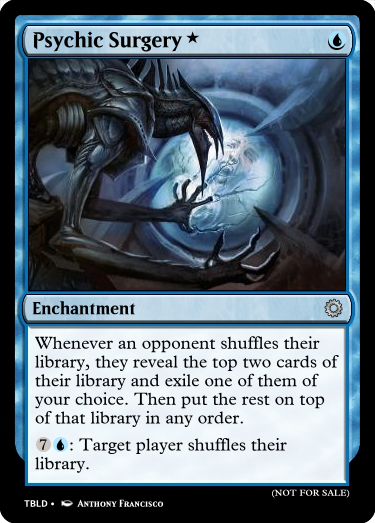 Psychic Surgery ★
Enchantment
Whenever an opponent shuffles their
library, they reveal the top two cards of
their library and exile one of them of
your choice. Then put the rest on top
of that library in any order.
7: Target player shuffles their
library.
(NOT FOR SALE)
TBLD • Anthony Francisco